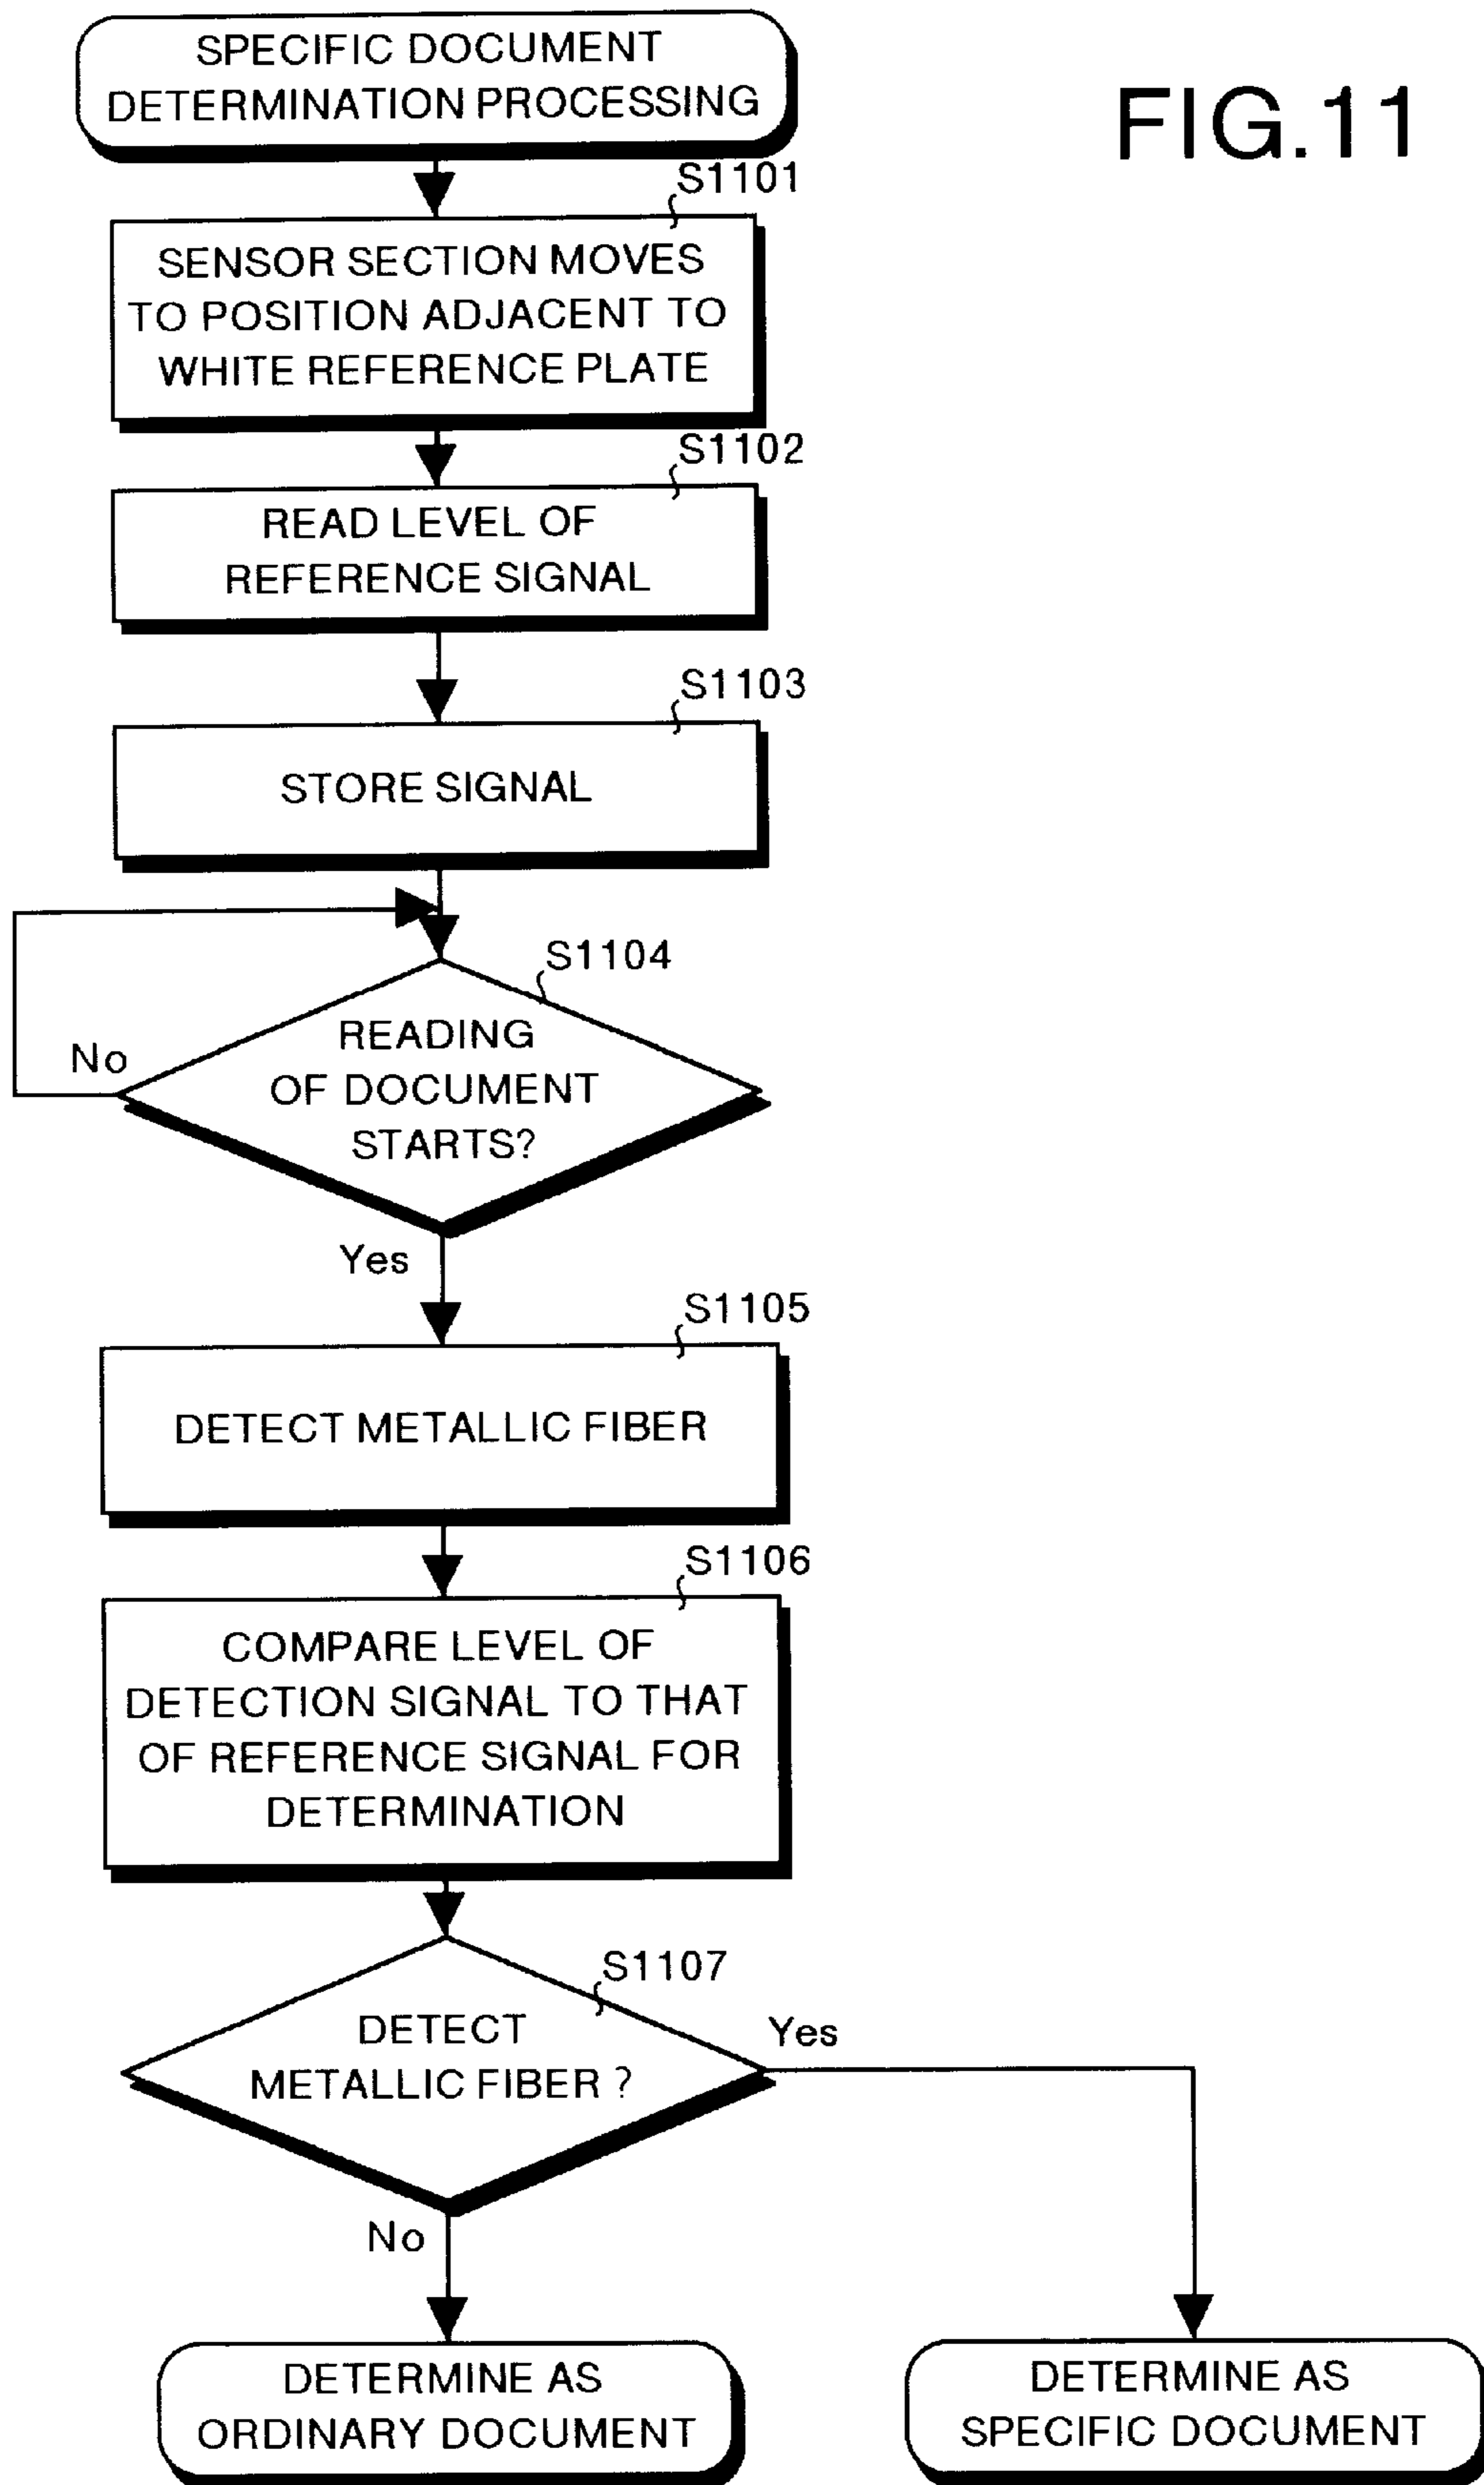 SPECIFIC DOCUMENT
DETERMINATION PROCESSING
FIG.11
S1101
SENSOR SECTION MOVES
TO POSITION ADJACENT TO
WHITE REFERENCE PLATE
S1102
READ LEVEL OF
REFERENCE SIGNAL
S1103
STORE SIGNAL
S1104
READING
OF DOCUMENT
STARTS?
No
Yes
S1105
DETECT METALLIC FIBER
S1106
COMPARE LEVEL OF
DETECTION SIGNAL TO THAT
OF REFERENCE SIGNAL FOR
DETERMINATION
S1107
DETECT
METALLIC FIBER ?
Yes
No
DETERMINE AS
ORDINARY DOCUMENT
DETERMINE AS
SPECIFIC DOCUMENT